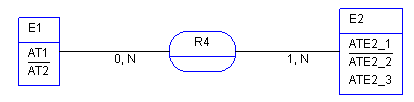 E1
AT1
AT2
0, N
R4
1, N
E2
ATE2_1
ATE2_2
ATE2_3